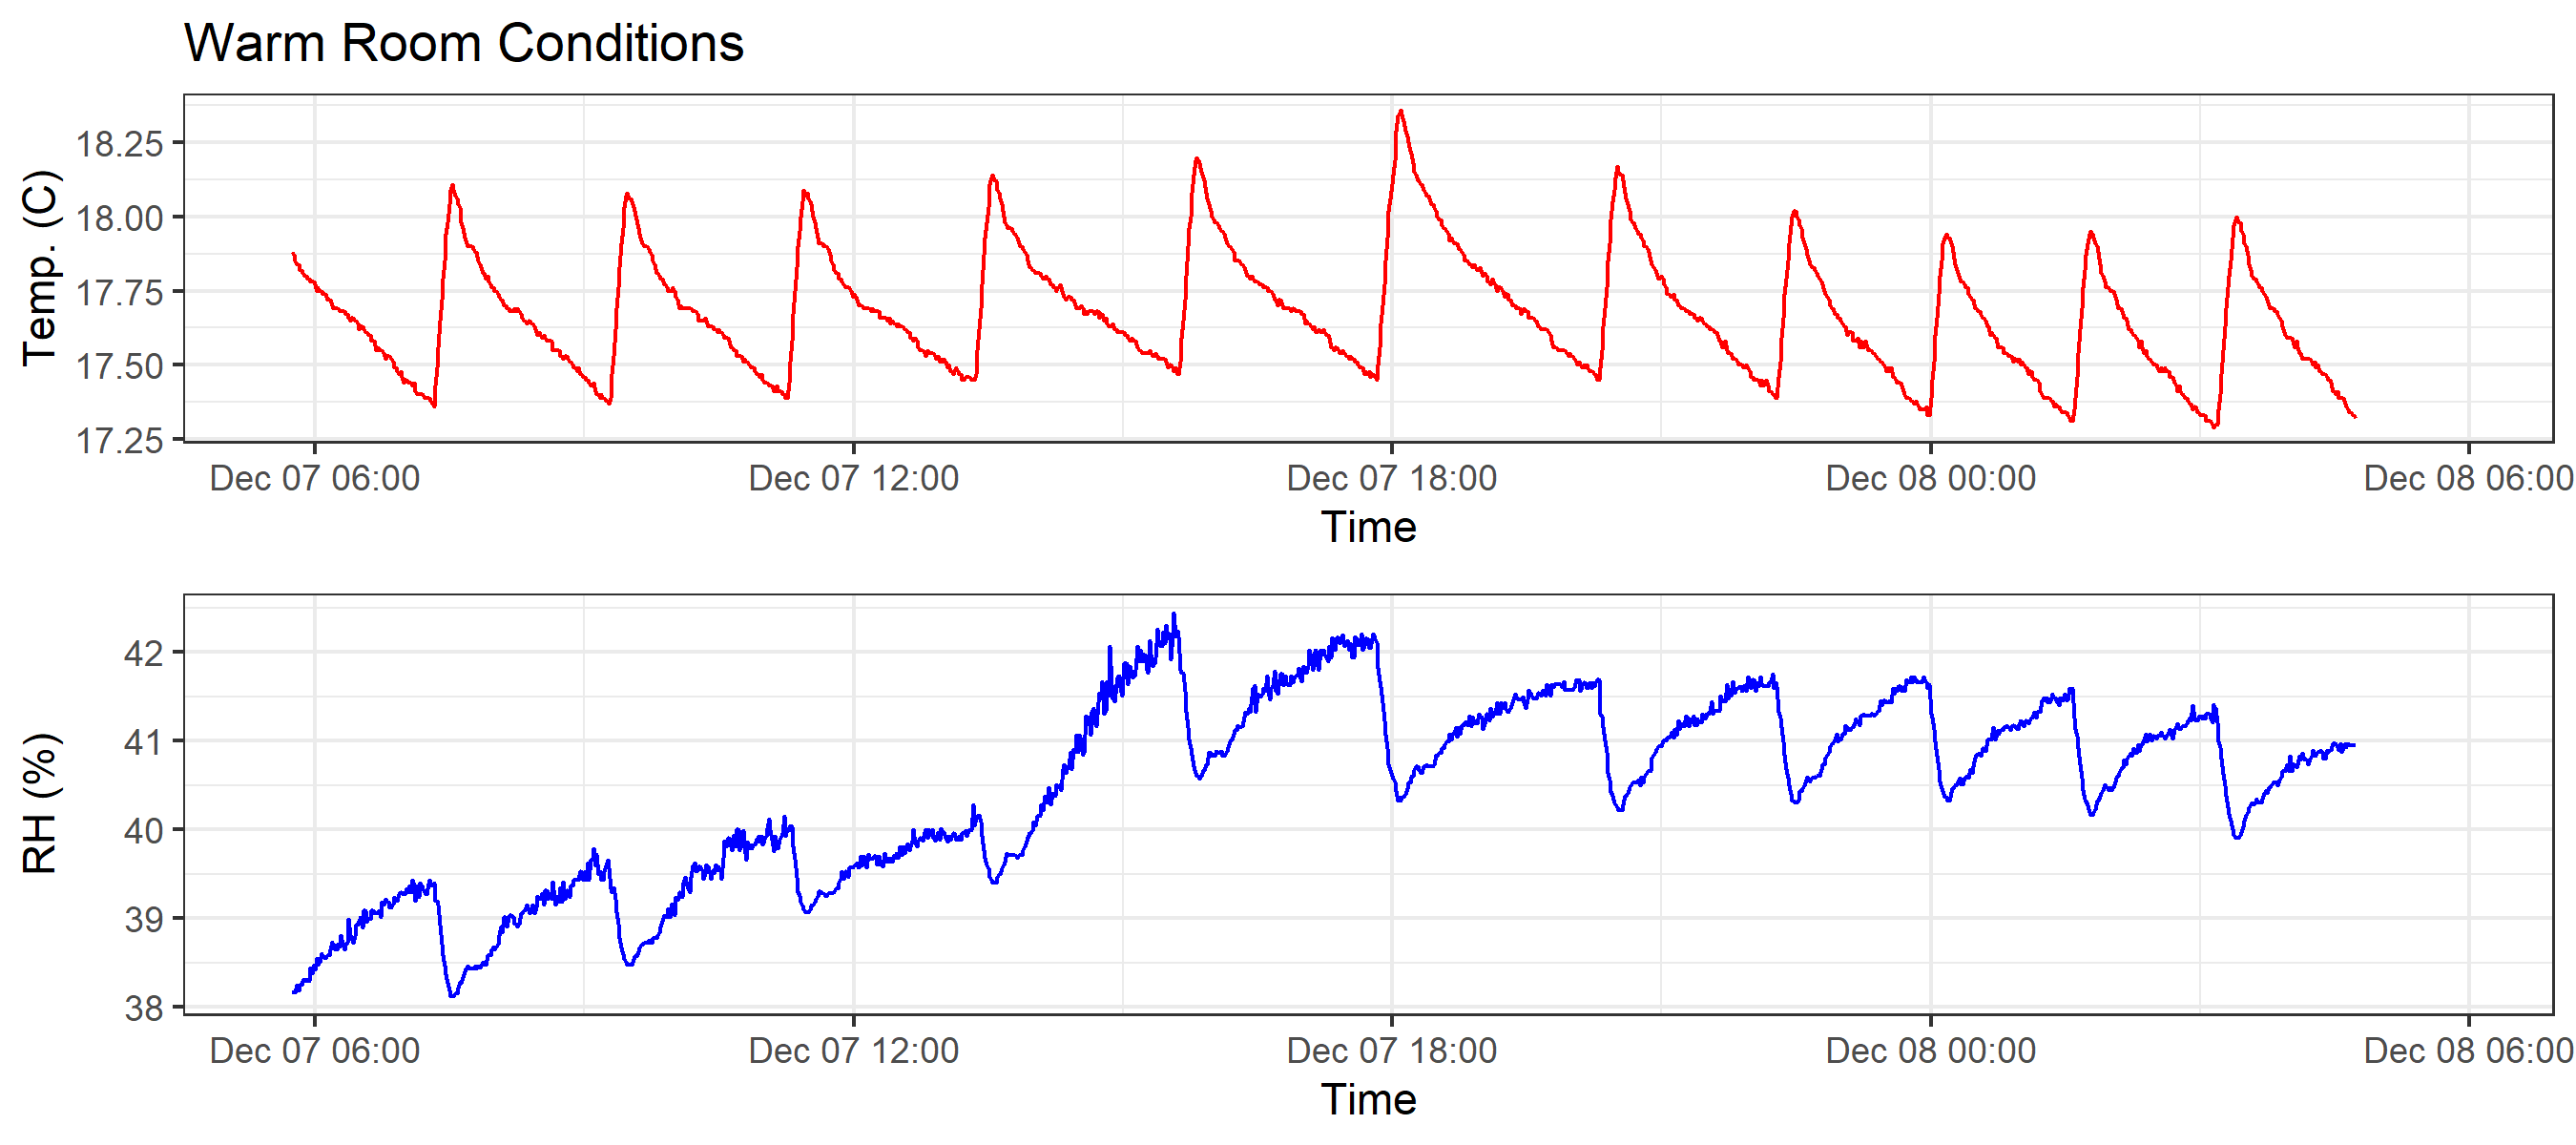 Warm Room Conditions
18.25
18.00
17.75
17.50
17.25
Temp. (C)
Dec 07 06:00 Dec 07 12:00 Dec 07 18:00 Dec 08 00:00 Dec 08 06:00
Time
42
41
40
39
38
RH (%)
Dec 07 06:00 Dec 07 12:00 Dec 07 18:00 Dec 08 00:00 Dec 08 06:00
Time